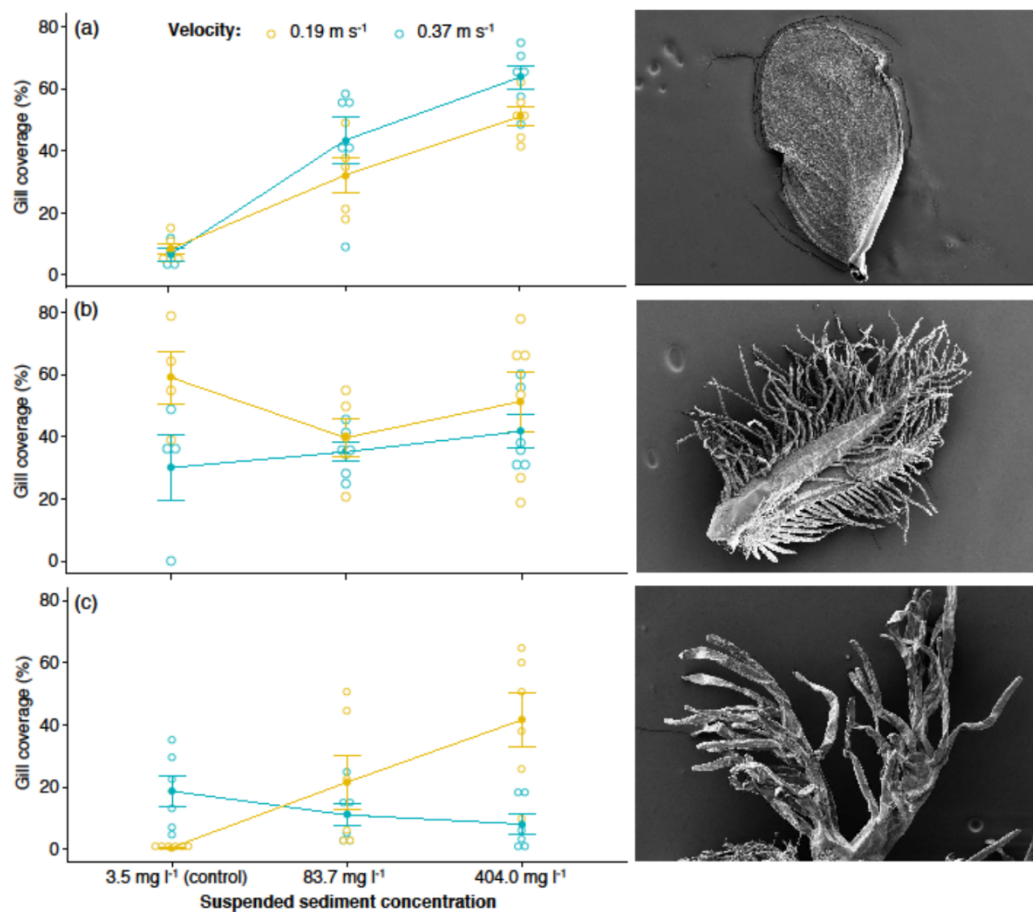 (a)
Velocity: 0.19 m s⁻¹ 0.37 m s⁻¹
80
60
40
20
0
Gill coverage (%)
(b)
80
60
40
20
0
Gill coverage (%)
(c)
80
60
40
20
0
Gill coverage (%)
3.5 mg l⁻¹ (control) 83.7 mg l⁻¹ 404.0 mg l⁻¹
Suspended sediment concentration